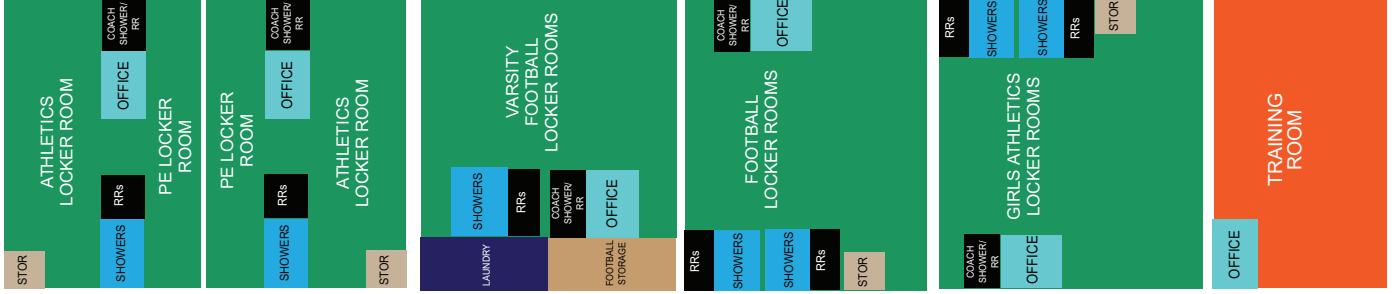 COACH
SHOWER/
RR
OFFICE
ATHLETICS
LOCKER ROOM
PE LOCKER
ROOM
RRs
SHOWERS
STOR
COACH
SHOWER/
RR
OFFICE
PE LOCKER
ROOM
ATHLETICS
LOCKER ROOM
RRs
SHOWERS
STOR
VARSITY
FOOTBALL
LOCKER ROOMS
SHOWERS
RRs
COACH
SHOWER/
RR
OFFICE
LAUNDRY
FOOTBALL
STORAGE
COACH
SHOWER/
RR
OFFICE
FOOTBALL
LOCKER ROOMS
RRs
SHOWERS
SHOWERS
RRs
STOR
RRs
SHOWERS
SHOWERS
RRs
STOR
GIRLS ATHLETICS
LOCKER ROOMS
COACH
SHOWER/
RR
OFFICE
TRAINING
ROOM
OFFICE